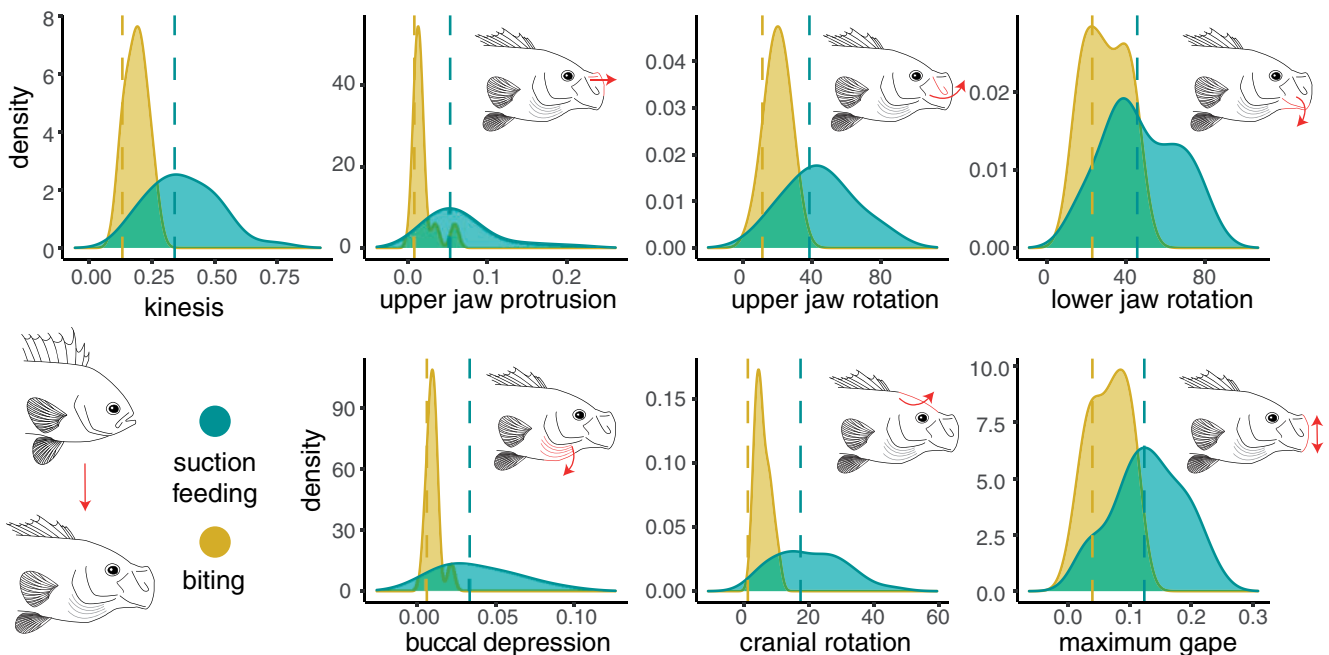 density
8
6
4
2
0
0.00 0.25 0.50 0.75
kinesis
40
20
0
0.0 0.1 0.2
upper jaw protrusion
0.04
0.03
0.02
0.01
0.00
0 40 80
upper jaw rotation
0.02
0.01
0.00
0 40 80
lower jaw rotation
suction
feeding
biting
density
90
60
30
0
0.00 0.05 0.10
buccal depression
0.15
0.10
0.05
0.00
0 20 40 60
cranial rotation
10.0
7.5
5.0
2.5
0.0
0.0 0.1 0.2 0.3
maximum gape